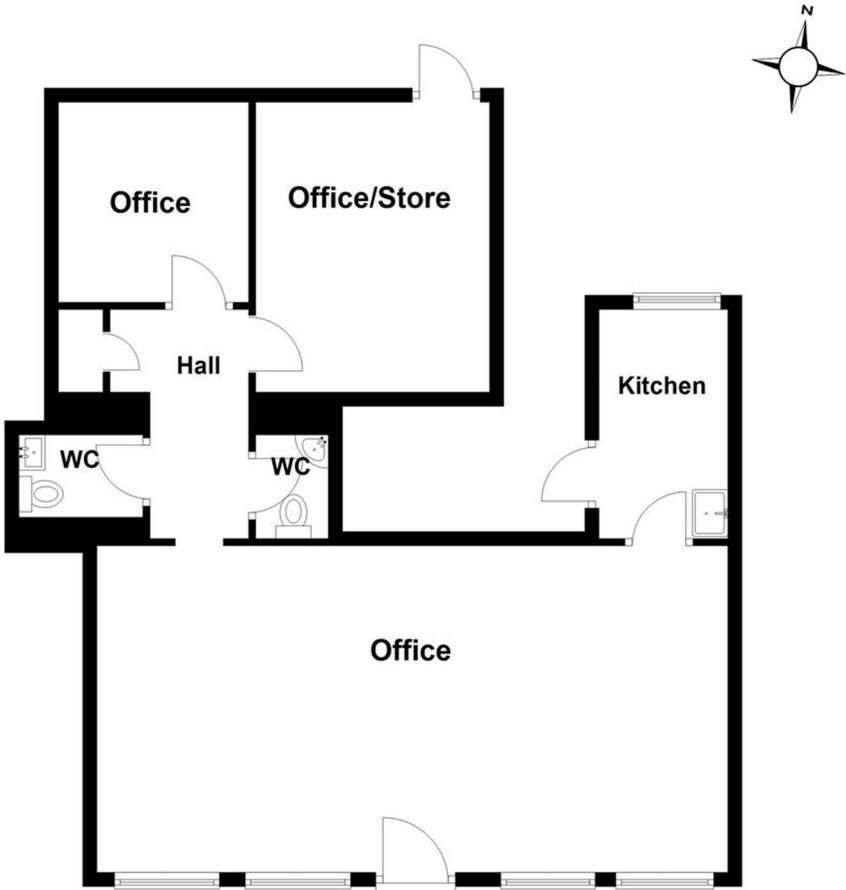 N
Office
Office/Store
Hall
Kitchen
WC
WC
Office